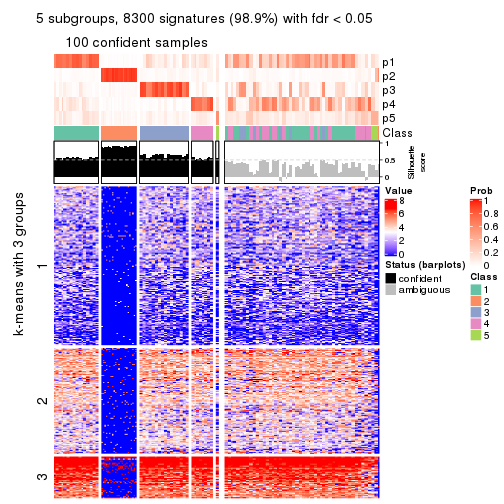 5 subgroups, 8300 signatures (98.9%) with fdr < 0.05
100 confident samples
p1
p2
p3
p4
p5
Class
1
0.5
0
Silhouette
score
k-means with 3 groups
1
2
3
Value
8
6
4
2
0
Status (barplots)
confident
ambiguous
Prob
1
0.8
0.6
0.4
0.2
0
Class
1
2
3
4
5